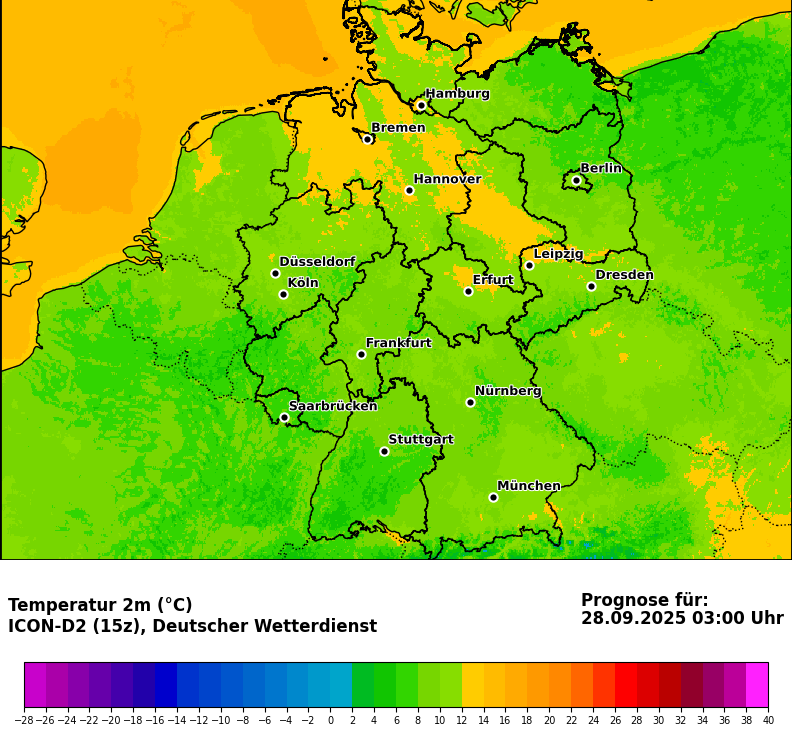 Hamburg
Bremen
Berlin
Hannover
Leipzig
Düsseldorf
Dresden
Köln
Erfurt
Frankfurt
Nürnberg
Saarbrücken
Stuttgart
München
Temperatur 2m (°C)
ICON-D2 (15z), Deutscher Wetterdienst
Prognose für:
28.09.2025 03:00 Uhr
−28 −26 −24 −22 −20 −18 −16 −14 −12 −10 −8 −6 −4 −2 0 2 4 6 8 10 12 14 16 18 20 22 24 26 28 30 32 34 36 38 40